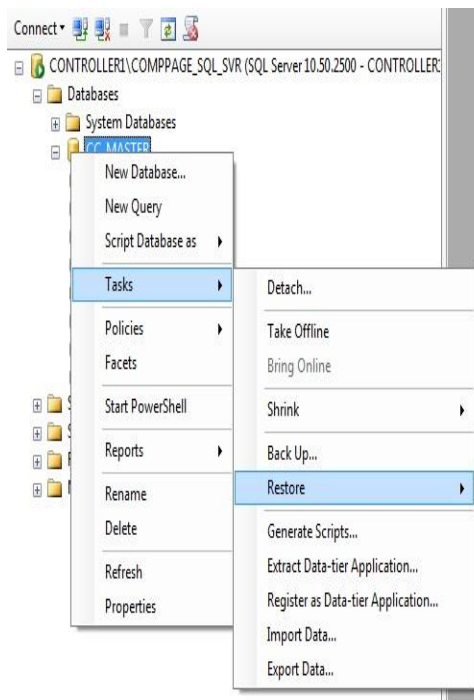 Connect
CONTROLLER1\COMPPAGE_SQL_SVR (SQL Server 10.50.2500 - CONTROLLER
Databases
System Databases
CC_MASTER
New Database...
New Query
Script Database as
Tasks
Policies
Facets
Start PowerShell
Reports
Rename
Delete
Refresh
Properties
Detach...
Take Offline
Bring Online
Shrink
Back Up...
Restore
Generate Scripts...
Extract Data-tier Application...
Register as Data-tier Application...
Import Data...
Export Data...